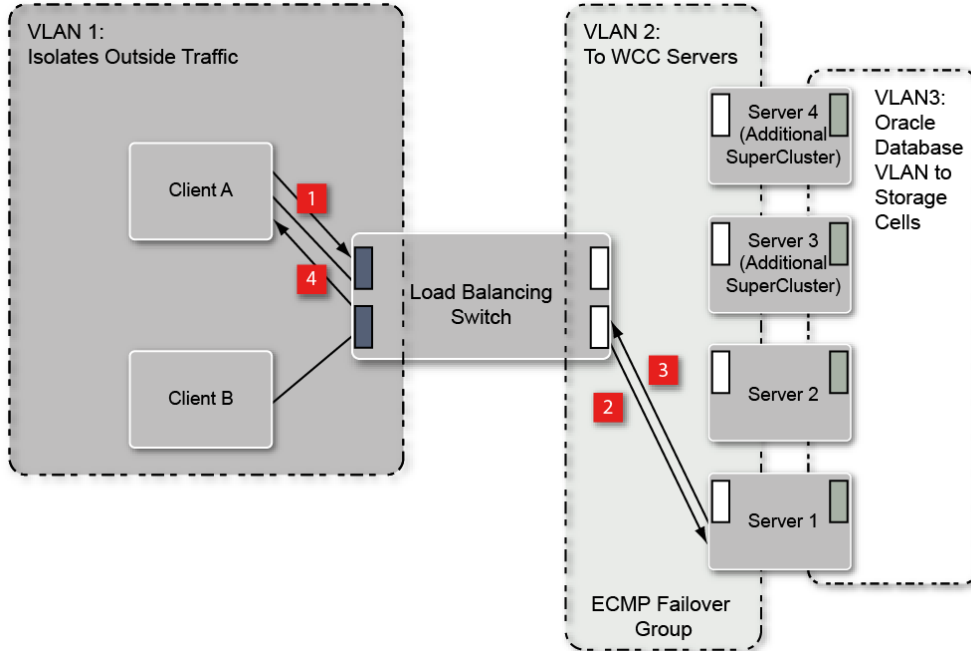 VLAN 1:
Isolates Outside Traffic
Client A
1
4
Client B
Load Balancing
Switch
VLAN 2:
To WCC Servers
2
3
ECMP Failover
Group
Server 4
(Additional
SuperCluster)
Server 3
(Additional
SuperCluster)
Server 2
Server 1
VLAN3:
Oracle
Database
VLAN to
Storage
Cells